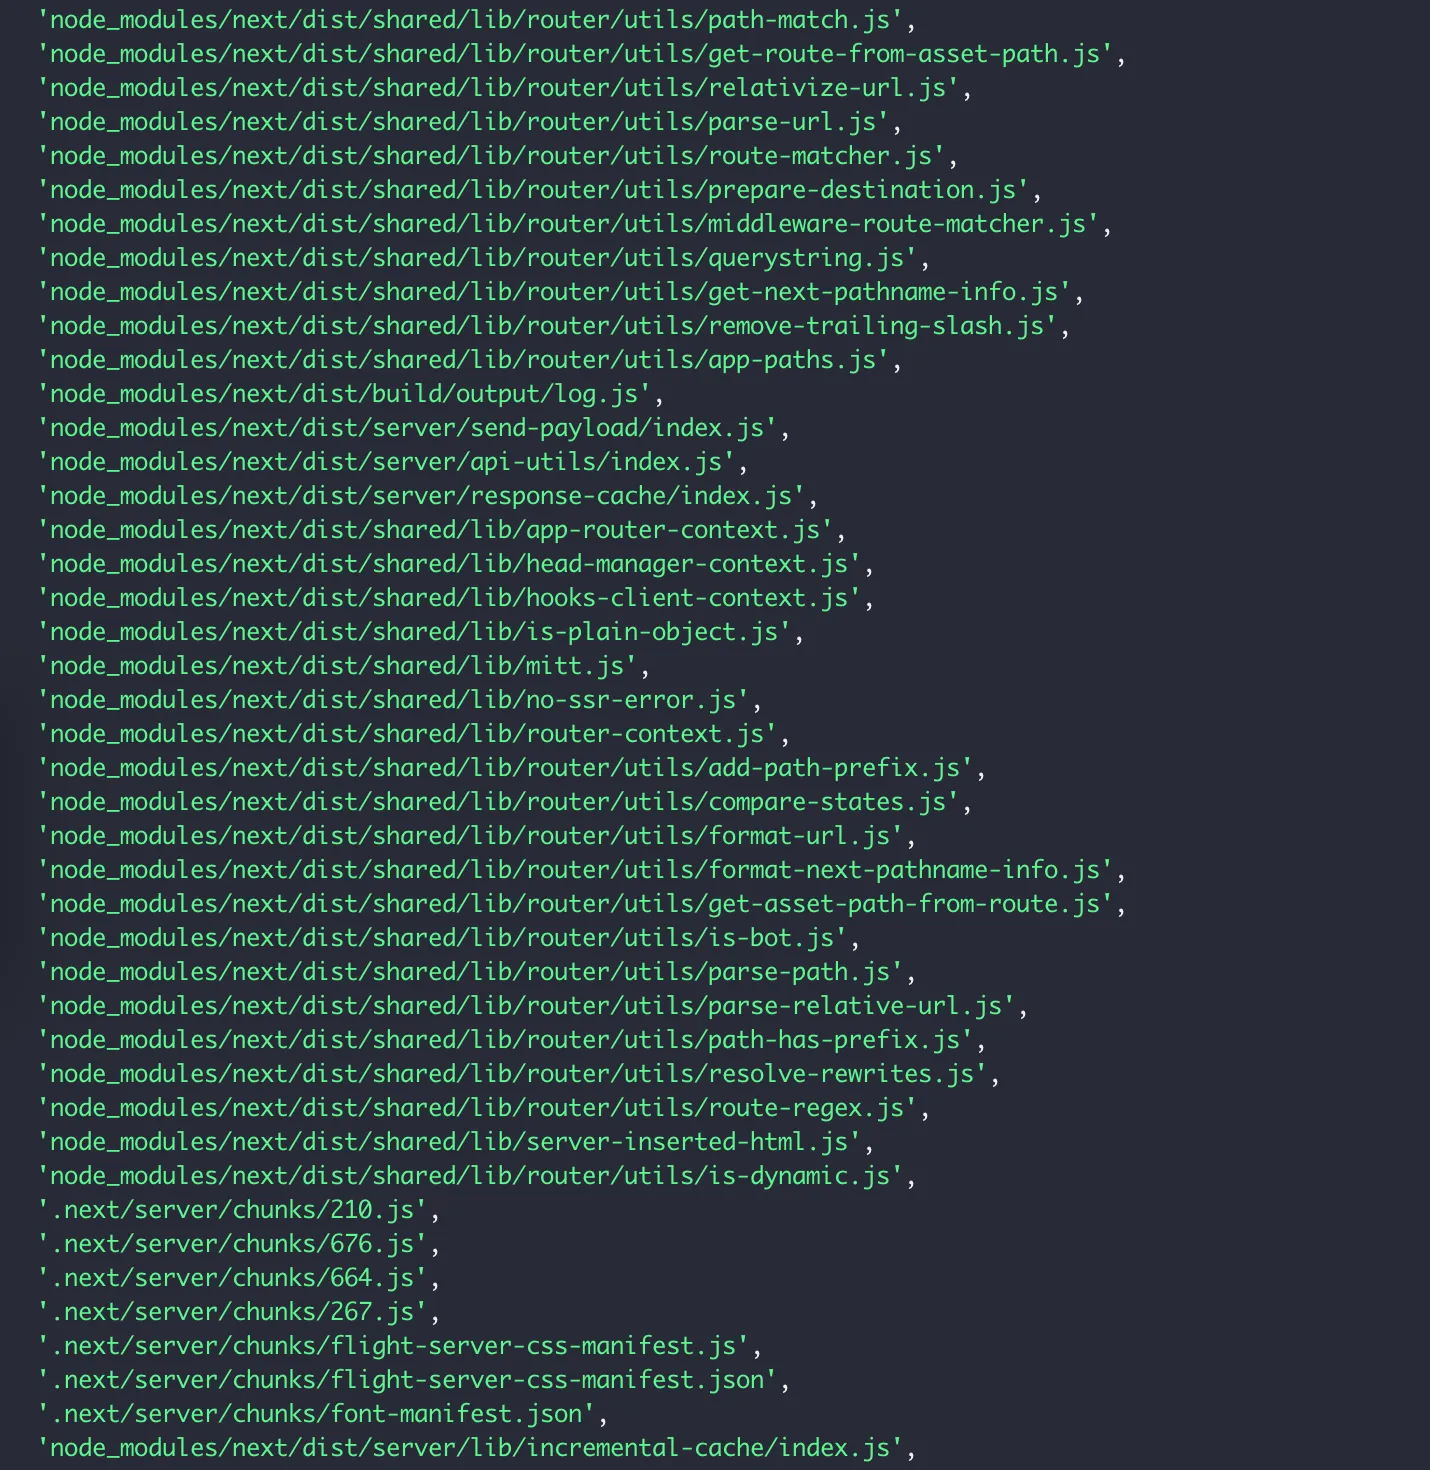 'node_modules/next/dist/shared/lib/router/utils/path-match.js',
'node_modules/next/dist/shared/lib/router/utils/get-route-from-asset-path.js',
'node_modules/next/dist/shared/lib/router/utils/relativize-url.js',
'node_modules/next/dist/shared/lib/router/utils/parse-url.js',
'node_modules/next/dist/shared/lib/router/utils/route-matcher.js',
'node_modules/next/dist/shared/lib/router/utils/prepare-destination.js',
'node_modules/next/dist/shared/lib/router/utils/middleware-route-matcher.js',
'node_modules/next/dist/shared/lib/router/utils/querystring.js',
'node_modules/next/dist/shared/lib/router/utils/get-next-pathname-info.js',
'node_modules/next/dist/shared/lib/router/utils/remove-trailing-slash.js',
'node_modules/next/dist/shared/lib/router/utils/app-paths.js',
'node_modules/next/dist/build/output/log.js',
'node_modules/next/dist/server/send-payload/index.js',
'node_modules/next/dist/server/api-utils/index.js',
'node_modules/next/dist/server/response-cache/index.js',
'node_modules/next/dist/shared/lib/app-router-context.js',
'node_modules/next/dist/shared/lib/head-manager-context.js',
'node_modules/next/dist/shared/lib/hooks-client-context.js',
'node_modules/next/dist/shared/lib/is-plain-object.js',
'node_modules/next/dist/shared/lib/mitt.js',
'node_modules/next/dist/shared/lib/no-ssr-error.js',
'node_modules/next/dist/shared/lib/router-context.js',
'node_modules/next/dist/shared/lib/router/utils/add-path-prefix.js',
'node_modules/next/dist/shared/lib/router/utils/compare-states.js',
'node_modules/next/dist/shared/lib/router/utils/format-url.js',
'node_modules/next/dist/shared/lib/router/utils/format-next-pathname-info.js',
'node_modules/next/dist/shared/lib/router/utils/get-asset-path-from-route.js',
'node_modules/next/dist/shared/lib/router/utils/is-bot.js',
'node_modules/next/dist/shared/lib/router/utils/parse-path.js',
'node_modules/next/dist/shared/lib/router/utils/parse-relative-url.js',
'node_modules/next/dist/shared/lib/router/utils/path-has-prefix.js',
'node_modules/next/dist/shared/lib/router/utils/resolve-rewrites.js',
'node_modules/next/dist/shared/lib/router/utils/route-regex.js',
'node_modules/next/dist/shared/lib/server-inserted-html.js',
'node_modules/next/dist/shared/lib/router/utils/is-dynamic.js',
'.next/server/chunks/210.js',
'.next/server/chunks/676.js',
'.next/server/chunks/664.js',
'.next/server/chunks/267.js',
'.next/server/chunks/flight-server-css-manifest.js',
'.next/server/chunks/flight-server-css-manifest.json',
'.next/server/chunks/font-manifest.json',
'node_modules/next/dist/server/lib/incremental-cache/index.js',